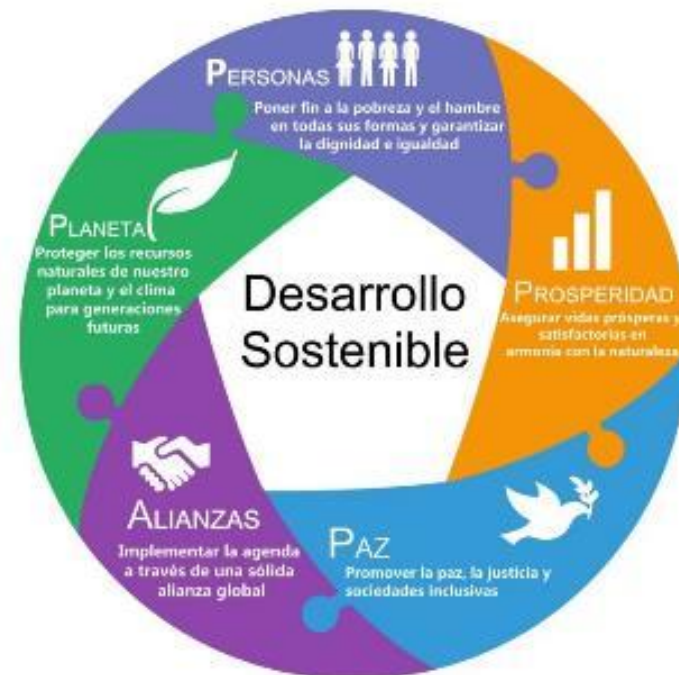 PERSONAS
Poner fin a la pobreza y el hambre
en todas sus formas y garantizar
la dignidad e igualdad
PROSPERIDAD
Asegurar vidas prósperas y
satisfactorias en
armonía con la naturaleza
PAZ
Promover la paz, la justicia y
sociedades inclusivas
ALIANZAS
Implementar la agenda
a través de una sólida
alianza global
PLANETA
Proteger los recursos
naturales de nuestro
planeta y el clima
para generaciones
futuras
Desarrollo
Sostenible